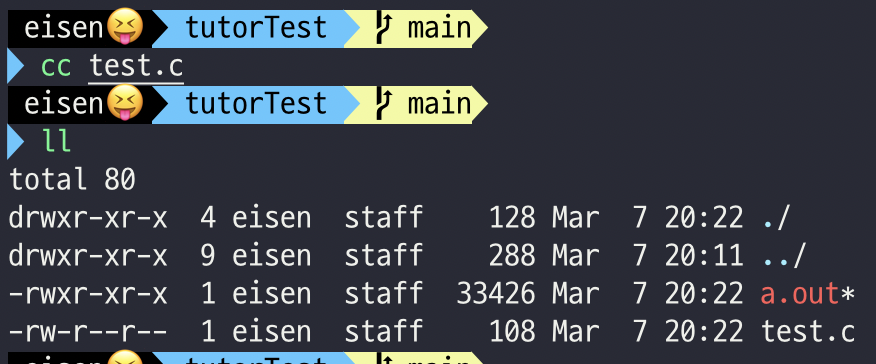 eisen😝 tutorTest main
cc test.c
eisen😝 tutorTest main
ll
total 80
drwxr-xr-x  4 eisen  staff    128 Mar  7 20:22 ./
drwxr-xr-x  9 eisen  staff    288 Mar  7 20:11 ../
-rwxr-xr-x  1 eisen  staff  33426 Mar  7 20:22 a.out*
-rw-r--r--  1 eisen  staff    108 Mar  7 20:22 test.c
eisen😝 tutorTest main